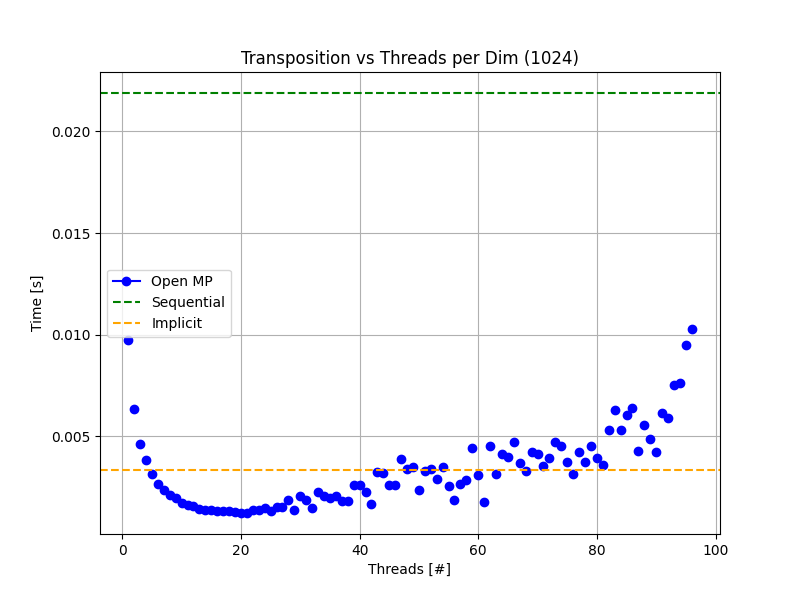 Transposition vs Threads per Dim (1024)
Time [s]
0.020
0.015
0.010
0.005
Open MP
Sequential
Implicit
0
20
40
60
80
100
Threads [#]